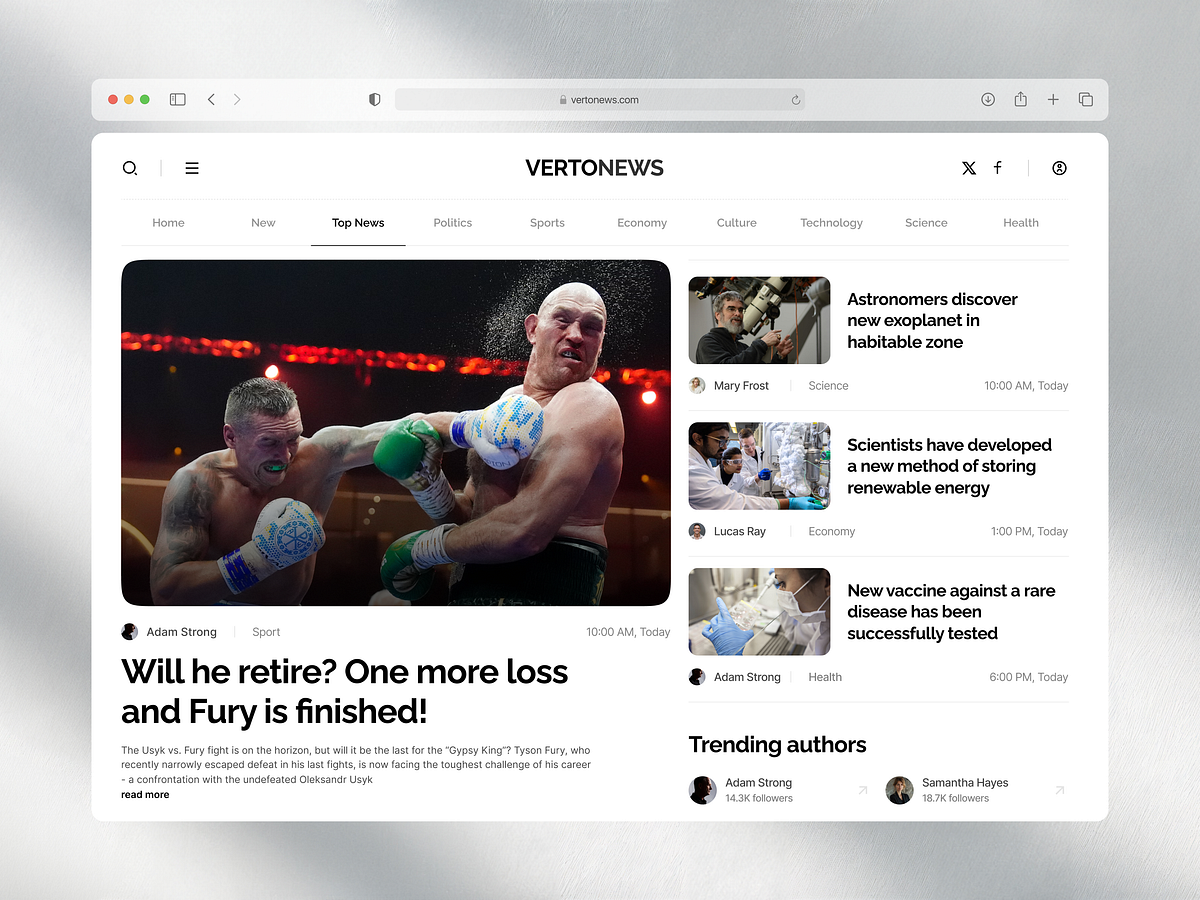 vertonews.com
VERTONEWS
Home New Top News Politics Sports Economy Culture Technology Science Health
Adam Strong Sport 10:00 AM, Today
Will he retire? One more loss
and Fury is finished!
The Usyk vs. Fury fight is on the horizon, but will it be the last for the “Gypsy King”? Tyson Fury, who
recently narrowly escaped defeat in his last fights, is now facing the toughest challenge of his career
- a confrontation with the undefeated Oleksandr Usyk
read more
Astronomers discover
new exoplanet in
habitable zone
Mary Frost Science 10:00 AM, Today
Scientists have developed
a new method of storing
renewable energy
Lucas Ray Economy 1:00 PM, Today
New vaccine against a rare
disease has been
successfully tested
Adam Strong Health 6:00 PM, Today
Trending authors
Adam Strong
14.3K followers
Samantha Hayes
18.7K followers